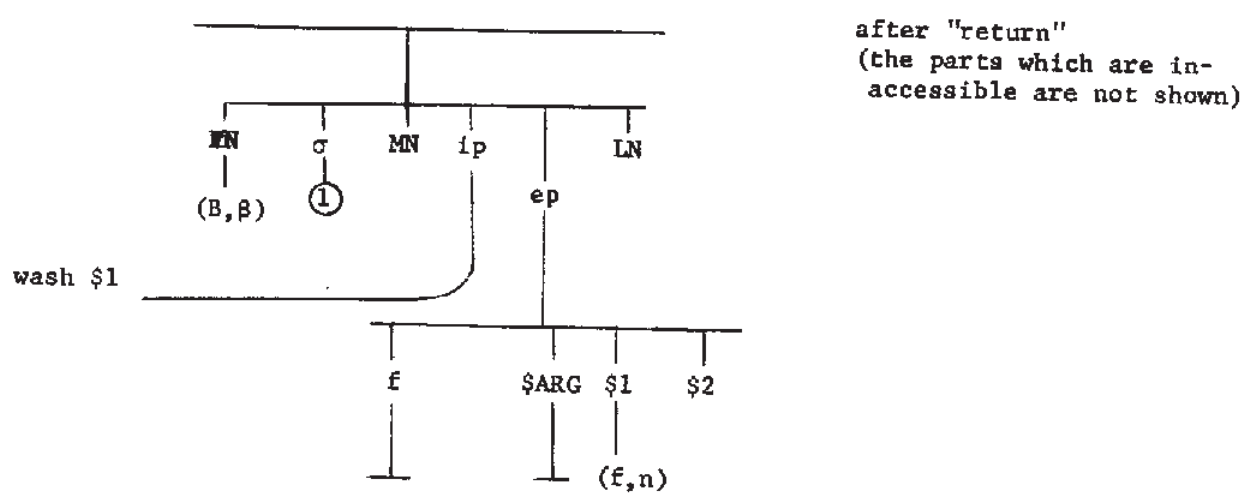 after "return"
(the parts which are in-
accessible are not shown)
σ MN ip LN
ep
(B,β) 1
wash $1
f $ARG $1 $2
(f,n)